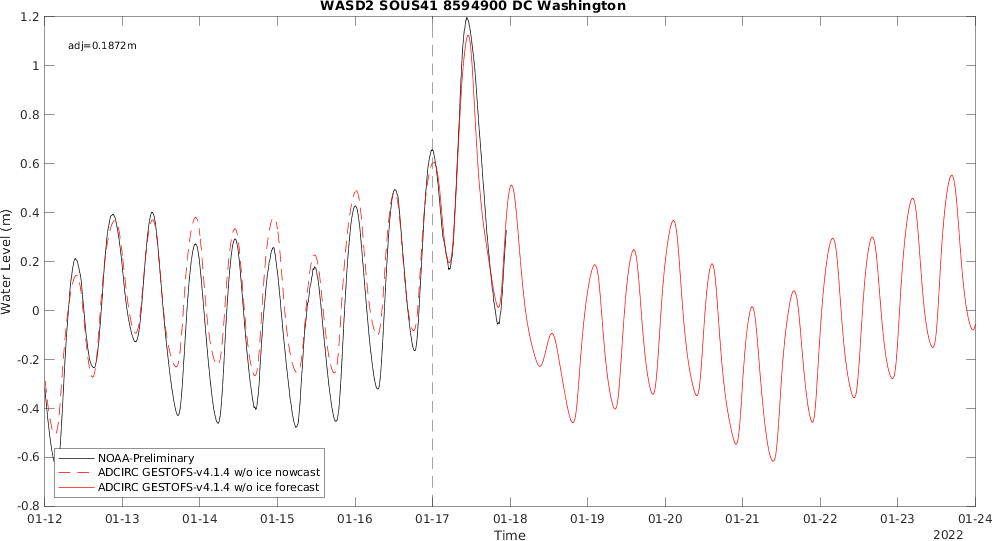 WASD2 SOUS41 8594900 DC Washington
adj=0.1872m
1.2
1
0.8
0.6
0.4
0.2
0
-0.2
-0.4
-0.6
-0.8
Water Level (m)
NOAA-Preliminary
ADCIRC GESTOFS-v4.1.4 w/o ice nowcast
ADCIRC GESTOFS-v4.1.4 w/o ice forecast
01-12 01-13 01-14 01-15 01-16 01-17 01-18 01-19 01-20 01-21 01-22 01-23 01-24
Time
2022